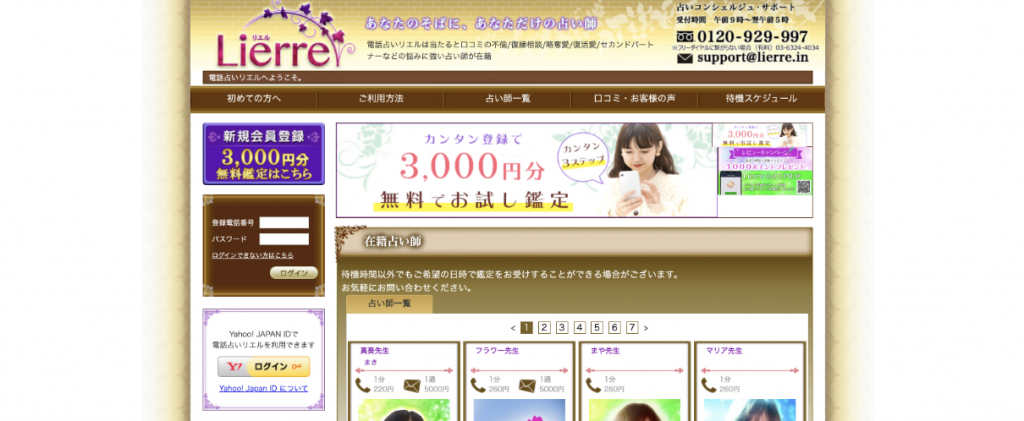 リエル
Lierre
あなたのそばに、あなただけの占い師
電話占いリエルは当たると口コミの不倫/復縁相談/略奪愛/復活愛/セカンドパート
ナーなどの悩みに強い占い師が在籍
占いコンシェルジュ・サポート
受付時間 午前9時〜翌午前5時
0120-929-997
※フリーダイヤルに繋がらない場合（有料）03-6324-4034
support@lierre.in
電話占いリエルへようこそ。
初めての方へ
ご利用方法
占い師一覧
口コミ・お客様の声
待機スケジュール
新規会員登録
3,000円分
無料鑑定はこちら
カンタン登録で
3,000円分
無料でお試し鑑定
カンタン
3ステップ
カンタン登録で
3,000円分
無料でお試し鑑定
レビューキャンペーン
1000ポイントプレゼント
登録電話番号
パスワード
ログインできない方はこちら
ログイン
Yahoo! JAPAN IDで
電話占いリエルを利用できます
Y! ログイン
Yahoo! Japan ID について
在籍占い師
待機時間以外でもご希望の日時で鑑定をお受けすることができる場合がございます。
お気軽にお問い合わせください。
占い師一覧
< 1 2 3 4 5 6 7 >
真葵先生
まき
1分
220円
1通
5000円
フラワー先生
1分
260円
1通
5000円
まや先生
1分
260円
マリア先生
1分
260円